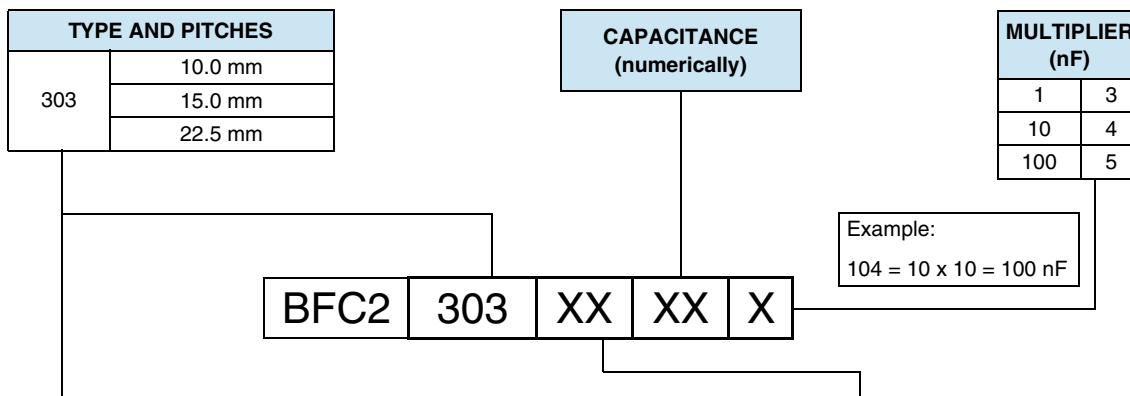 TYPE AND PITCHES
303
10.0 mm
15.0 mm
22.5 mm
CAPACITANCE
(numerically)
MULTIPLIER
(nF)
1 3
10 4
100 5
Example:
104 = 10 x 10 = 100 nF
BFC2 303 XX XX X